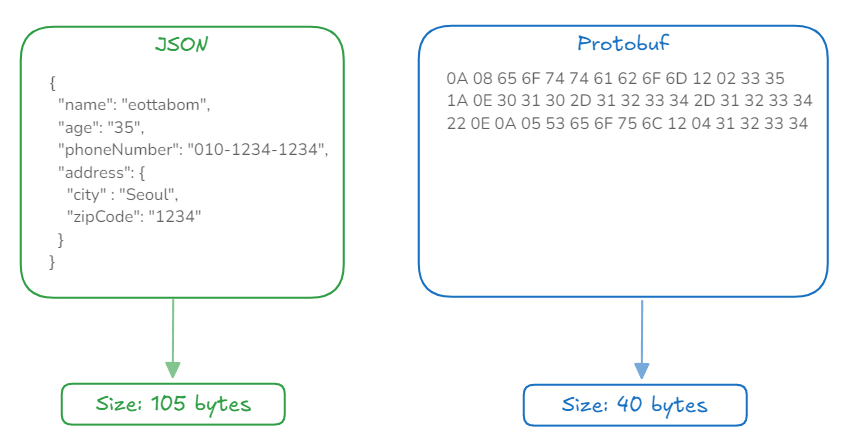 JSON
{
"name": "eottabom",
"age": "35",
"phoneNumber": "010-1234-1234",
"address": {
"city" : "Seoul",
"zipCode": "1234"
}
}
Size: 105 bytes
Protobuf
0A 08 65 6F 74 74 61 62 6F 6D 12 02 33 35
1A 0E 30 31 30 2D 31 32 33 34 2D 31 32 33 34
22 0E 0A 05 53 65 6F 75 6C 12 04 31 32 33 34
Size: 40 bytes